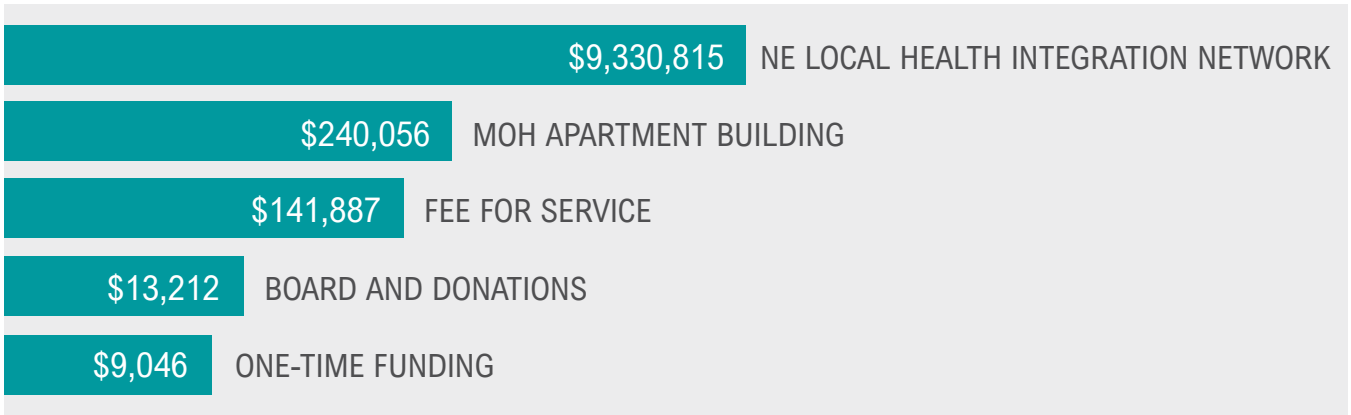 $9,330,815 NE LOCAL HEALTH INTEGRATION NETWORK
$240,056 MOH APARTMENT BUILDING
$141,887 FEE FOR SERVICE
$13,212 BOARD AND DONATIONS
$9,046 ONE-TIME FUNDING